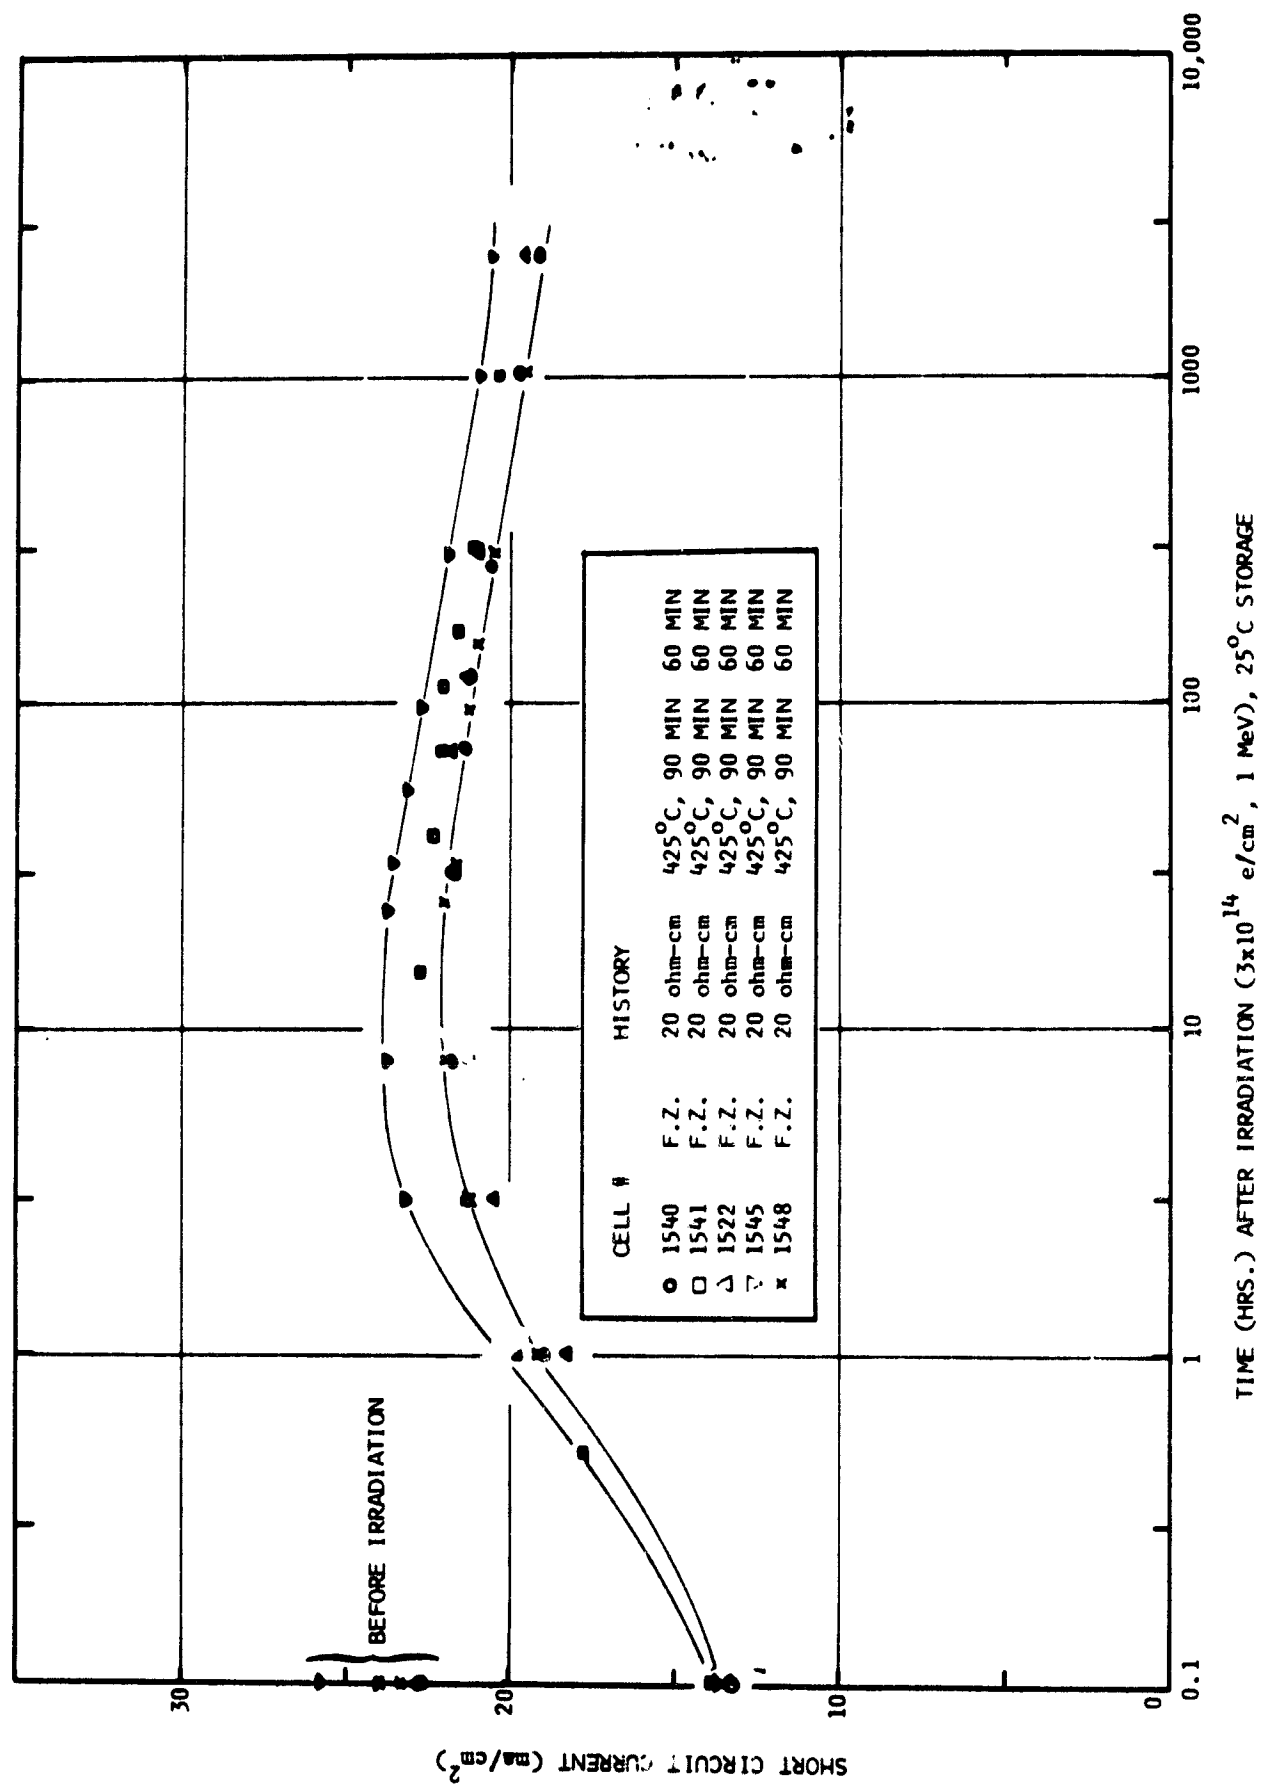 SHORT CIRCUIT CURRENT (ma/cm²)
30
20
10
0
BEFORE IRRADIATION
CELL # HISTORY
o 1540 F.Z. 20 ohm-cm 425°C, 90 MIN 60 MIN
□ 1541 F.Z. 20 ohm-cm 425°C, 90 MIN 60 MIN
△ 1522 F.Z. 20 ohm-cm 425°C, 90 MIN 60 MIN
▽ 1545 F.Z. 20 ohm-cm 425°C, 90 MIN 60 MIN
x 1548 F.Z. 20 ohm-cm 425°C, 90 MIN 60 MIN
0.1 1 10 100 1000 10,000
TIME (HRS.) AFTER IRRADIATION (3x10¹⁴ e/cm², 1 MeV), 25°C STORAGE